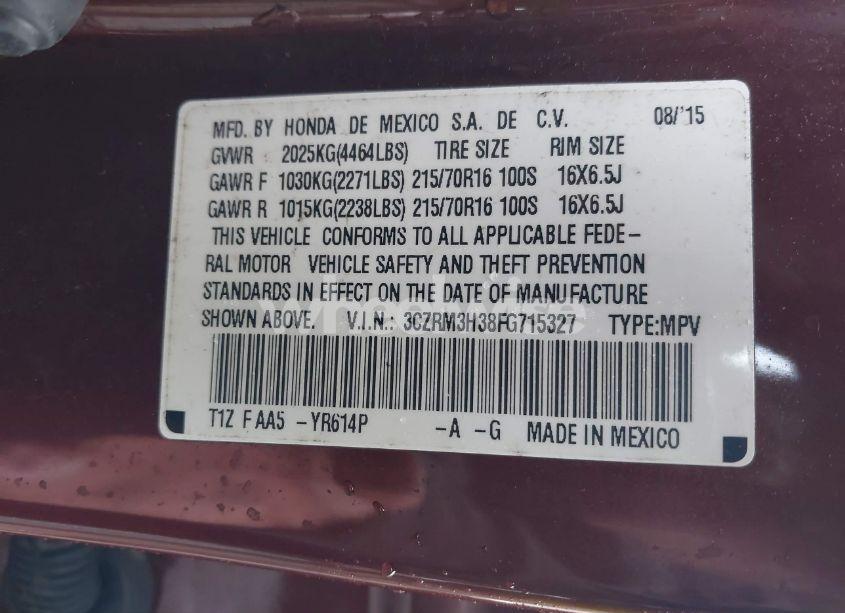 MFD. BY HONDA DE MEXICO S.A. DE C.V. 08/'15
GVWR 2025KG(4464LBS) TIRE SIZE RIM SIZE
GAWR F 1030KG(2271LBS) 215/70R16 100S 16X6.5J
GAWR R 1015KG(2238LBS) 215/70R16 100S 16X6.5J
THIS VEHICLE CONFORMS TO ALL APPLICABLE FEDE-
RAL MOTOR VEHICLE SAFETY AND THEFT PREVENTION
STANDARDS IN EFFECT ON THE DATE OF MANUFACTURE
SHOWN ABOVE. V.I.N.: 3CZRM3H38FG715327 TYPE:MPV
T1Z F AA5 -YR614P -A -G MADE IN MEXICO